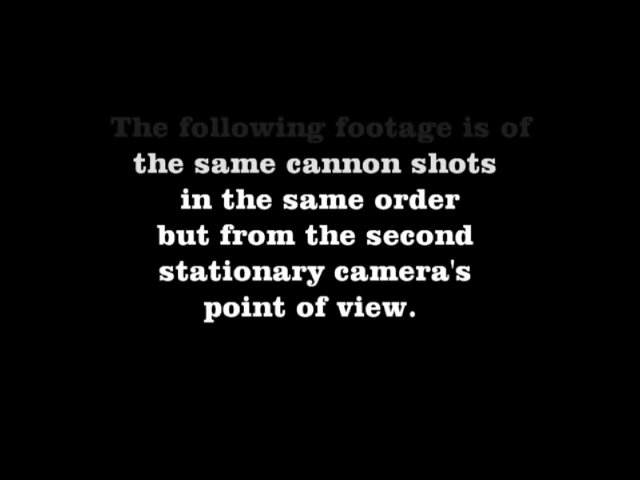 The following footage is of
the same cannon shots
in the same order
but from the second
stationary camera's
point of view.